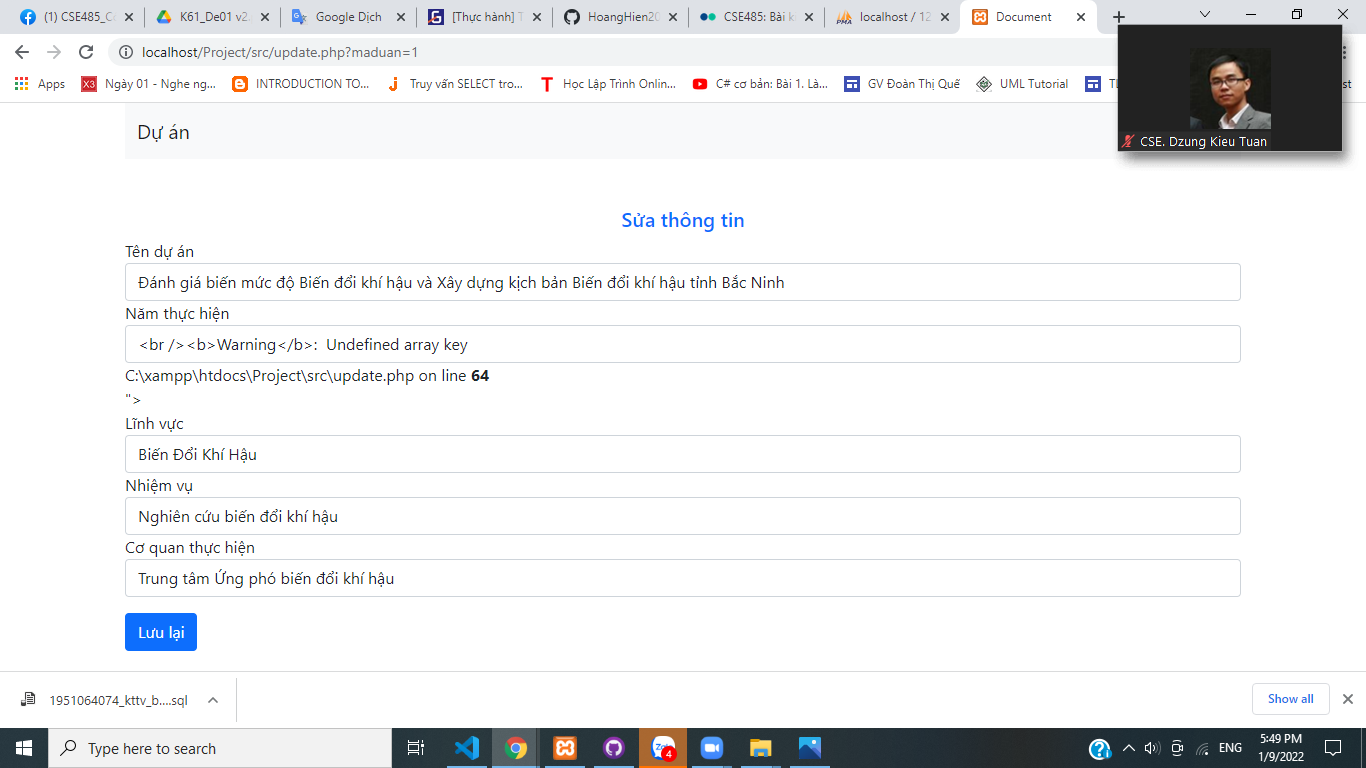 (1) CSE485_C
K61_De01 v2.
Google Dịch
[Thực hành] T
HoangHien20
CSE485: Bài k
localhost / 12
Document
localhost/Project/src/update.php?maduan=1
Apps
Ngày 01 - Nghe ng...
INTRODUCTION TO...
Truy vấn SELECT tro...
Học Lập Trình Onlin...
C# cơ bản: Bài 1. Là...
GV Đoàn Thị Quế
UML Tutorial
st
CSE. Dzung Kieu Tuan
Dự án
Sửa thông tin
Tên dự án
Đánh giá biến mức độ Biến đổi khí hậu và Xây dựng kịch bản Biến đổi khí hậu tỉnh Bắc Ninh
Năm thực hiện
<br /><b>Warning</b>:  Undefined array key
C:\xampp\htdocs\Project\src\update.php on line 64
">
Lĩnh vực
Biến Đổi Khí Hậu
Nhiệm vụ
Nghiên cứu biến đổi khí hậu
Cơ quan thực hiện
Trung tâm Ứng phó biến đổi khí hậu
Lưu lại
1951064074_kttv_b....sql
Show all
Type here to search
4
ENG
5:49 PM
1/9/2022